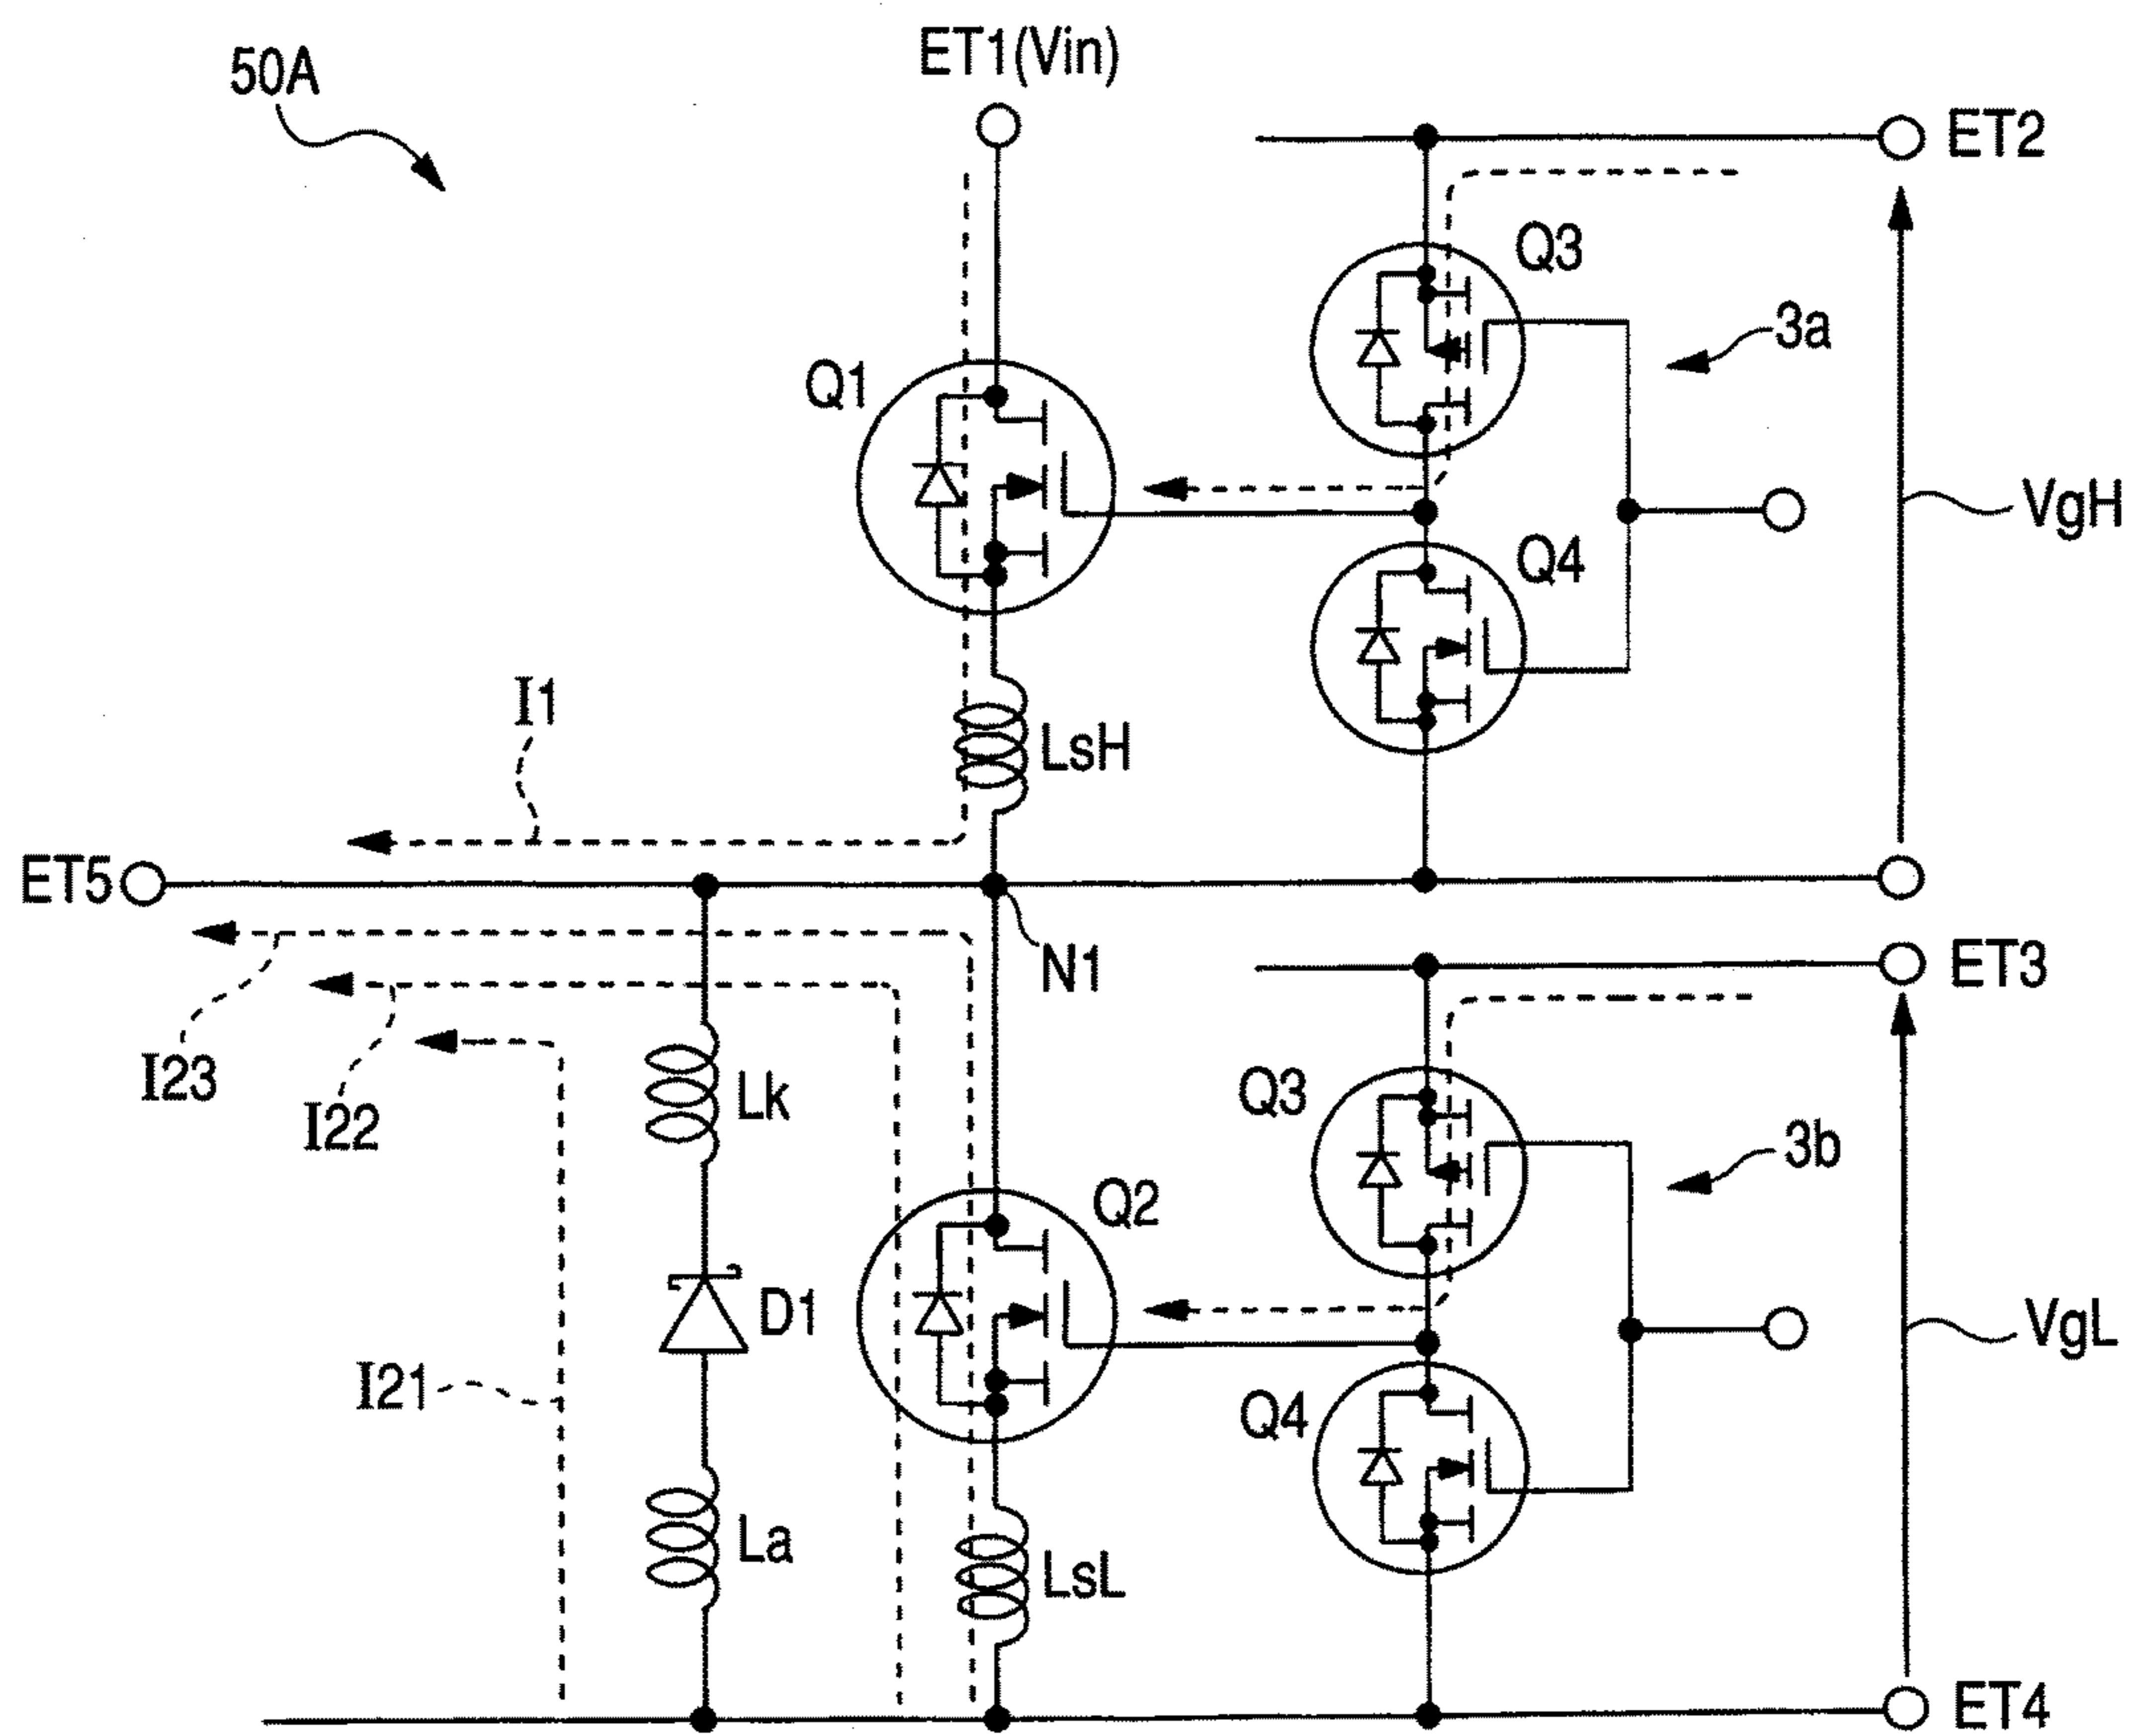 50A
ET1(Vin)
ET2
Q3
3a
Q1
VgH
Q4
I1
LsH
ET5
N1
ET3
I23
I22
Lk
Q3
3b
Q2
D1
VgL
I21
Q4
La
LsL
ET4